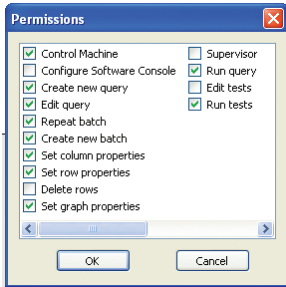 Permissions
Control Machine
Configure Software Console
Create new query
Edit query
Repeat batch
Create new batch
Set column properties
Set row properties
Delete rows
Set graph properties
Supervisor
Run query
Edit tests
Run tests
OK
Cancel